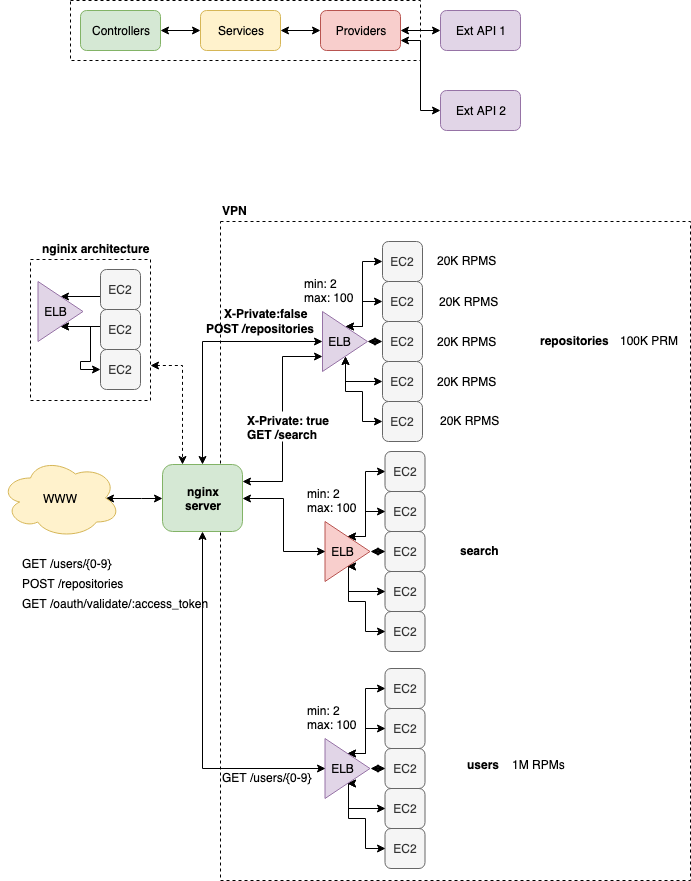 Controllers
Services
Providers
Ext API 1
Ext API 2
VPN
nginix architecture
EC2
ELB
EC2
EC2
EC2
20K RPMS
min: 2
max: 100
EC2
20K RPMS
X-Private:false
POST /repositories
ELB
EC2
20K RPMS
repositories
100K PRM
EC2
20K RPMS
X-Private: true
GET /search
EC2
20K RPMS
WWW
nginx
server
EC2
min: 2
max: 100
EC2
ELB
EC2
search
EC2
EC2
GET /users/{0-9}
POST /repositories
GET /oauth/validate/:access_token
EC2
min: 2
max: 100
EC2
ELB
EC2
users
1M RPMs
GET /users/{0-9}
EC2
EC2